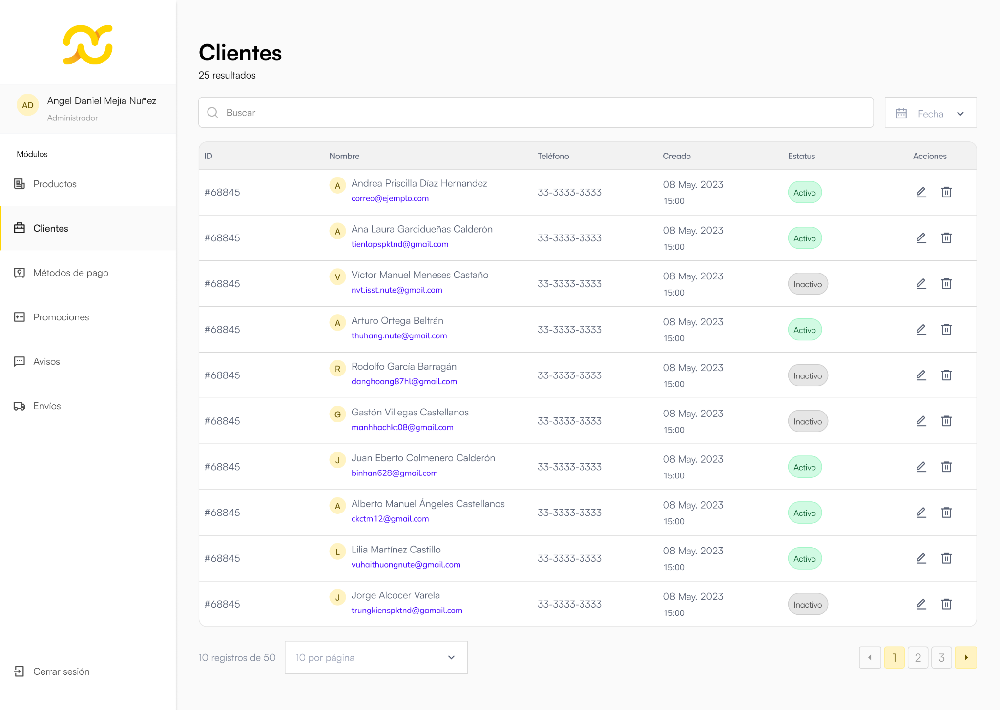 AD
Angel Daniel Mejía Nuñez
Administrador
Módulos
Productos
Clientes
Métodos de pago
Promociones
Avisos
Envíos
Cerrar sesión
Clientes
25 resultados
Buscar
Fecha
ID Nombre Teléfono Creado Estatus Acciones
#68845 A Andrea Priscilla Díaz Hernandez 33-3333-3333 08 May. 2023 Activo
correo@ejemplo.com 15:00
#68845 A Ana Laura Garcidueñas Calderón 33-3333-3333 08 May. 2023 Activo
tienlapspktnd@gmail.com 15:00
#68845 V Víctor Manuel Meneses Castaño 33-3333-3333 08 May. 2023 Inactivo
nvt.isst.nute@gmail.com 15:00
#68845 A Arturo Ortega Beltrán 33-3333-3333 08 May. 2023 Activo
thuhang.nute@gmail.com 15:00
#68845 R Rodolfo García Barragán 33-3333-3333 08 May. 2023 Inactivo
danghoang87hl@gmail.com 15:00
#68845 G Gastón Villegas Castellanos 33-3333-3333 08 May. 2023 Inactivo
manhhachkt08@gmail.com 15:00
#68845 J Juan Eberto Colmenero Calderón 33-3333-3333 08 May. 2023 Activo
binhan628@gmail.com 15:00
#68845 A Alberto Manuel Ángeles Castellanos 33-3333-3333 08 May. 2023 Activo
ckctm12@gmail.com 15:00
#68845 L Lilia Martínez Castillo 33-3333-3333 08 May. 2023 Activo
vuhaithuongnute@gmail.com 15:00
#68845 J Jorge Alcocer Varela 33-3333-3333 08 May. 2023 Inactivo
trungkienspktnd@gamail.com 15:00
10 registros de 50 10 por página 1 2 3